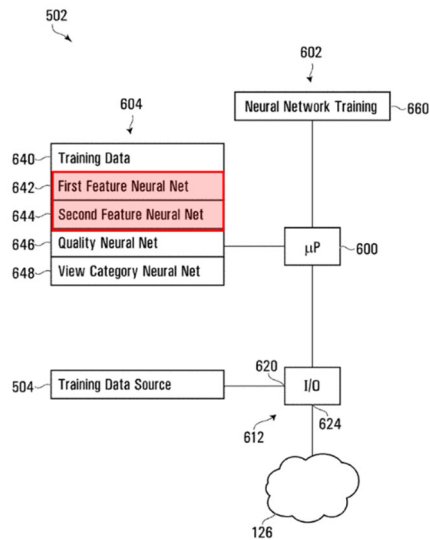 502
602
604
Neural Network Training 660
640 Training Data
642 First Feature Neural Net
644 Second Feature Neural Net
646 Quality Neural Net
648 View Category Neural Net
μP 600
504 Training Data Source
620 I/O
612 624
126